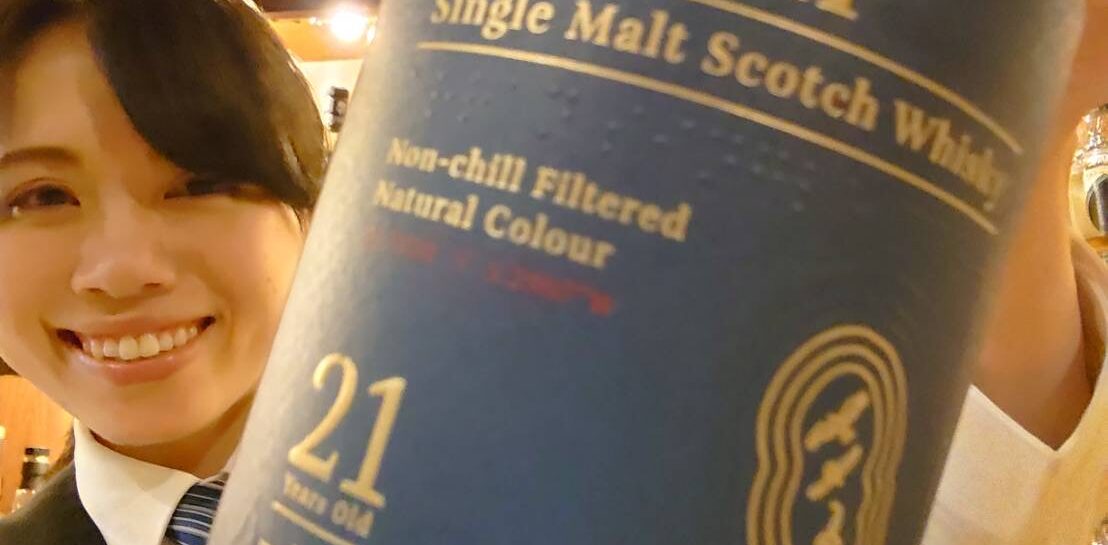 Single Malt Scotch Whisky
Non-chill Filtered
Natural Colour
21
Years Old